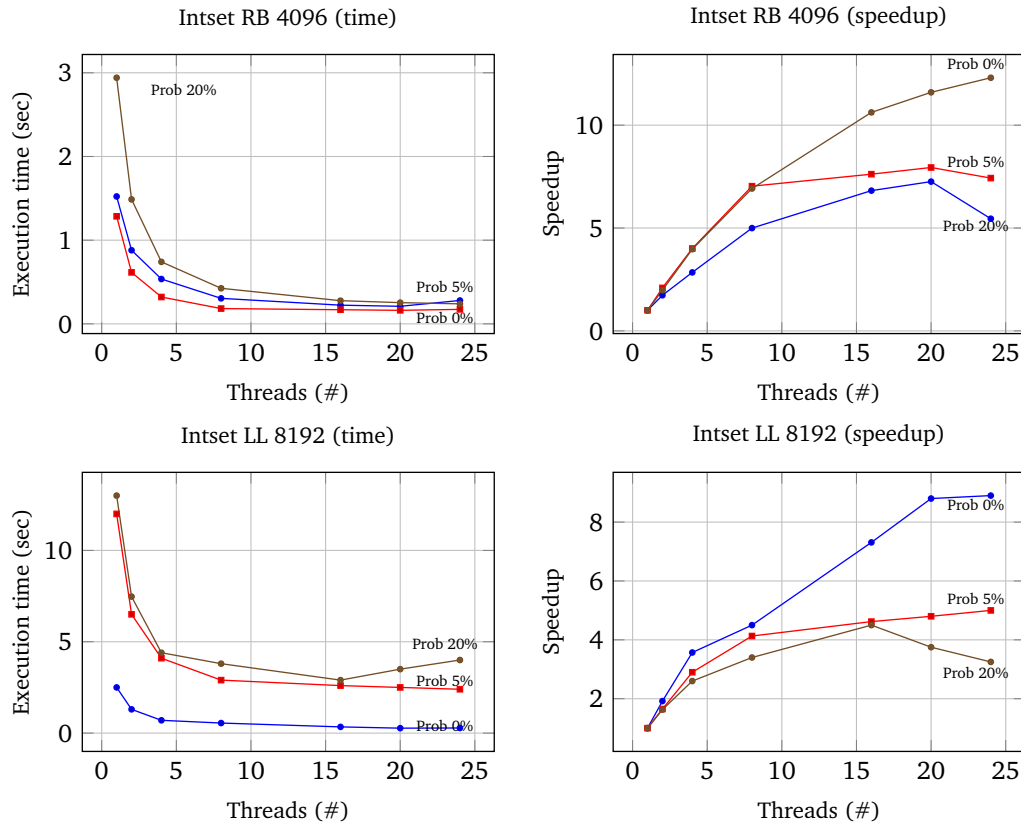 Intset RB 4096 (time)
Execution time (sec)
3
2
1
0
Prob 20%
Prob 5%
Prob 0%
0 5 10 15 20 25
Threads (#)
Intset RB 4096 (speedup)
Speedup
10
5
0
Prob 0%
Prob 5%
Prob 20%
0 5 10 15 20 25
Threads (#)
Intset LL 8192 (time)
Execution time (sec)
10
5
0
Prob 20%
Prob 5%
Prob 0%
0 5 10 15 20 25
Threads (#)
Intset LL 8192 (speedup)
Speedup
8
6
4
2
Prob 0%
Prob 5%
Prob 20%
0 5 10 15 20 25
Threads (#)